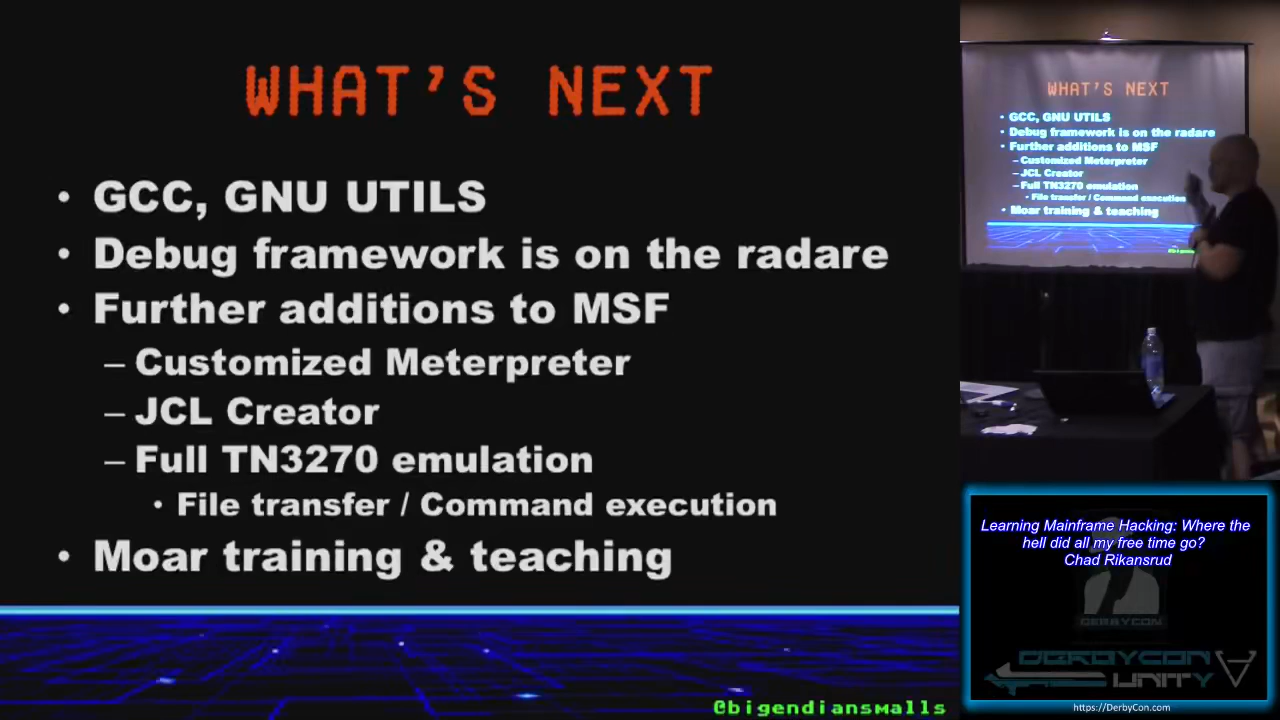 WHAT'S NEXT
• GCC, GNU UTILS
• Debug framework is on the radare
• Further additions to MSF
– Customized Meterpreter
– JCL Creator
– Full TN3270 emulation
• File transfer / Command execution
• Moar training & teaching
@bigendiansmalls
WHAT'S NEXT
• GCC, GNU UTILS
• Debug framework is on the radare
• Further additions to MSF
– Customized Meterpreter
– JCL Creator
– Full TN3270 emulation
• File transfer / Command execution
• Moar training & teaching
Learning Mainframe Hacking: Where the
hell did all my free time go?
Chad Rikansrud
DERBYCON
DERBYCON
UNITY
https://DerbyCon.com